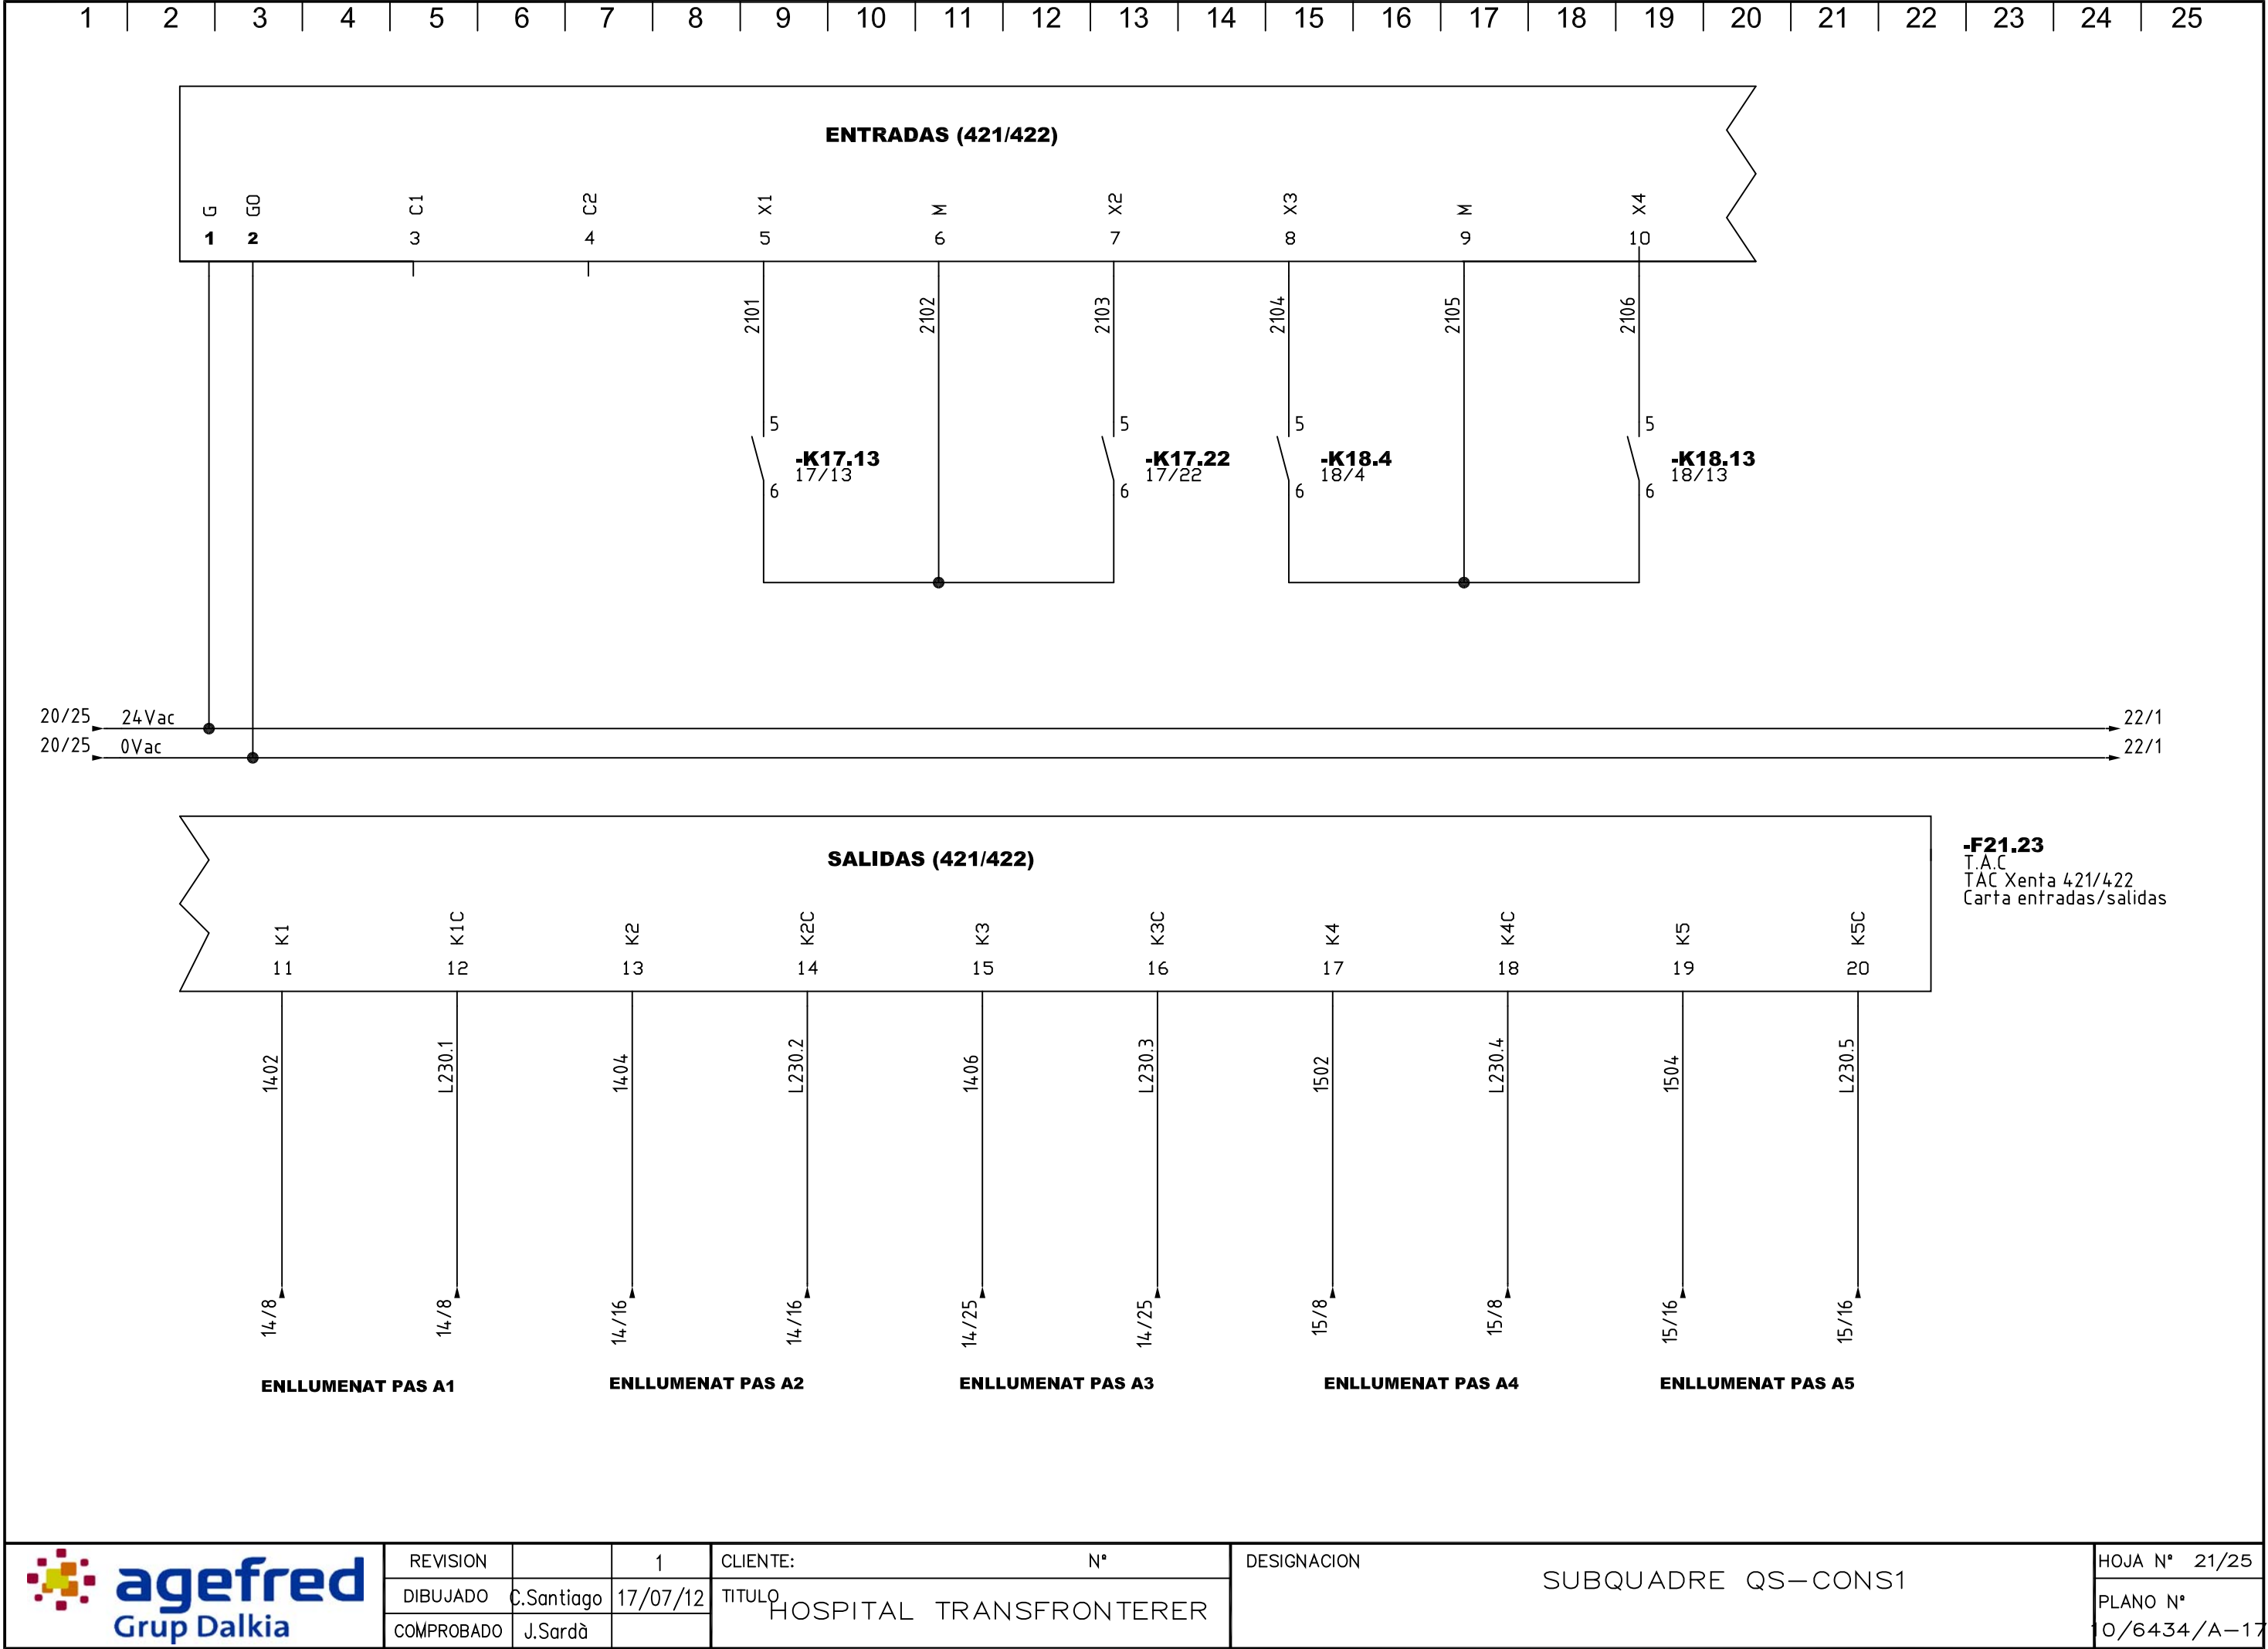 1 2 3 4 5 6 7 8 9 10 11 12 13 14 15 16 17 18 19 20 21 22 23 24 25
ENTRADAS (421/422)
G G0 C1 C2 X1 M X2 X3 M X4
1 2 3 4 5 6 7 8 9 10
2101 2102 2103 2104 2105 2106
5 5 5 5
-K17.13 -K17.22 -K18.4 -K18.13
17/13 17/22 18/4 18/13
6 6 6 6
20/25 24Vac 22/1
20/25 0Vac 22/1
SALIDAS (421/422)
-F21.23
T.A.C
TAC Xenta 421/422
Carta entradas/salidas
K1 K1C K2 K2C K3 K3C K4 K4C K5 K5C
11 12 13 14 15 16 17 18 19 20
1402 L230.1 1404 L230.2 1406 L230.3 1502 L230.4 1504 L230.5
14/8 14/8 14/16 14/16 14/25 14/25 15/8 15/8 15/16 15/16
ENLLUMENAT PAS A1 ENLLUMENAT PAS A2 ENLLUMENAT PAS A3 ENLLUMENAT PAS A4 ENLLUMENAT PAS A5
agefred
Grup Dalkia
REVISION 1
DIBUJADO C.Santiago 17/07/12
COMPROBADO J.Sardà
CLIENTE: Nº
TITULO
HOSPITAL TRANSFRONTERER
DESIGNACION
SUBQUADRE QS-CONS1
HOJA Nº 21/25
PLANO Nº
10/6434/A-17